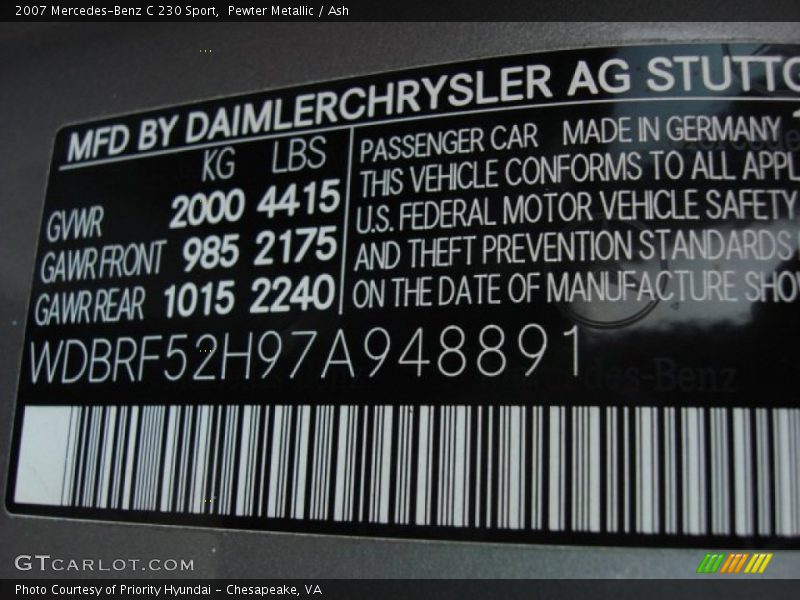 2007 Mercedes-Benz C 230 Sport,  Pewter Metallic / Ash
MFD BY DAIMLERCHRYSLER AG STUTTG
KG LBS
GVWR 2000 4415
GAWR FRONT 985 2175
GAWR REAR 1015 2240
PASSENGER CAR MADE IN GERMANY
THIS VEHICLE CONFORMS TO ALL APPL
U.S. FEDERAL MOTOR VEHICLE SAFETY
AND THEFT PREVENTION STANDARDS
ON THE DATE OF MANUFACTURE SHO
WDBRF52H97A948891
Mercedes-Benz
GTCARLOT.COM
Photo Courtesy of Priority Hyundai - Chesapeake, VA